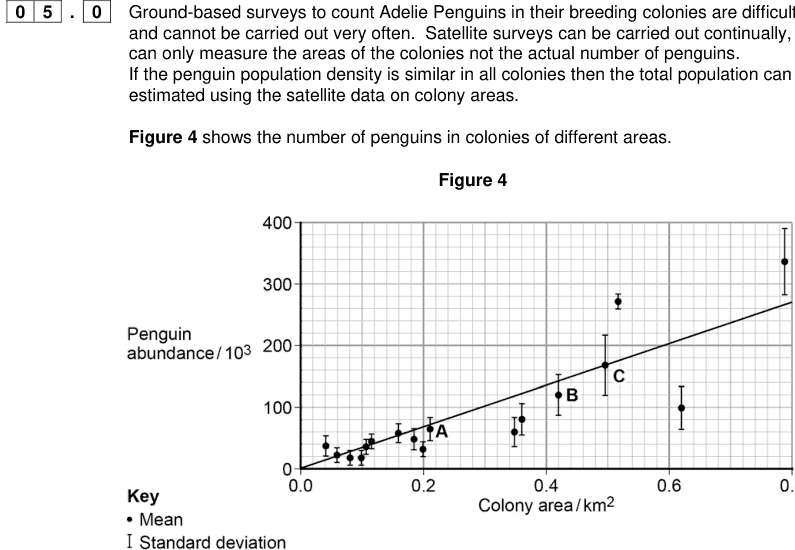 0 5 . 0 Ground-based surveys to count Adelie Penguins in their breeding colonies are difficult
and cannot be carried out very often. Satellite surveys can be carried out continually,
can only measure the areas of the colonies not the actual number of penguins.
If the penguin population density is similar in all colonies then the total population can
estimated using the satellite data on colony areas.
Figure 4 shows the number of penguins in colonies of different areas.
Figure 4
400
300
Penguin
abundance / 10³
200
100
0
A
B
C
0.0 0.2 0.4 0.6 0.
Colony area / km²
Key
• Mean
I Standard deviation